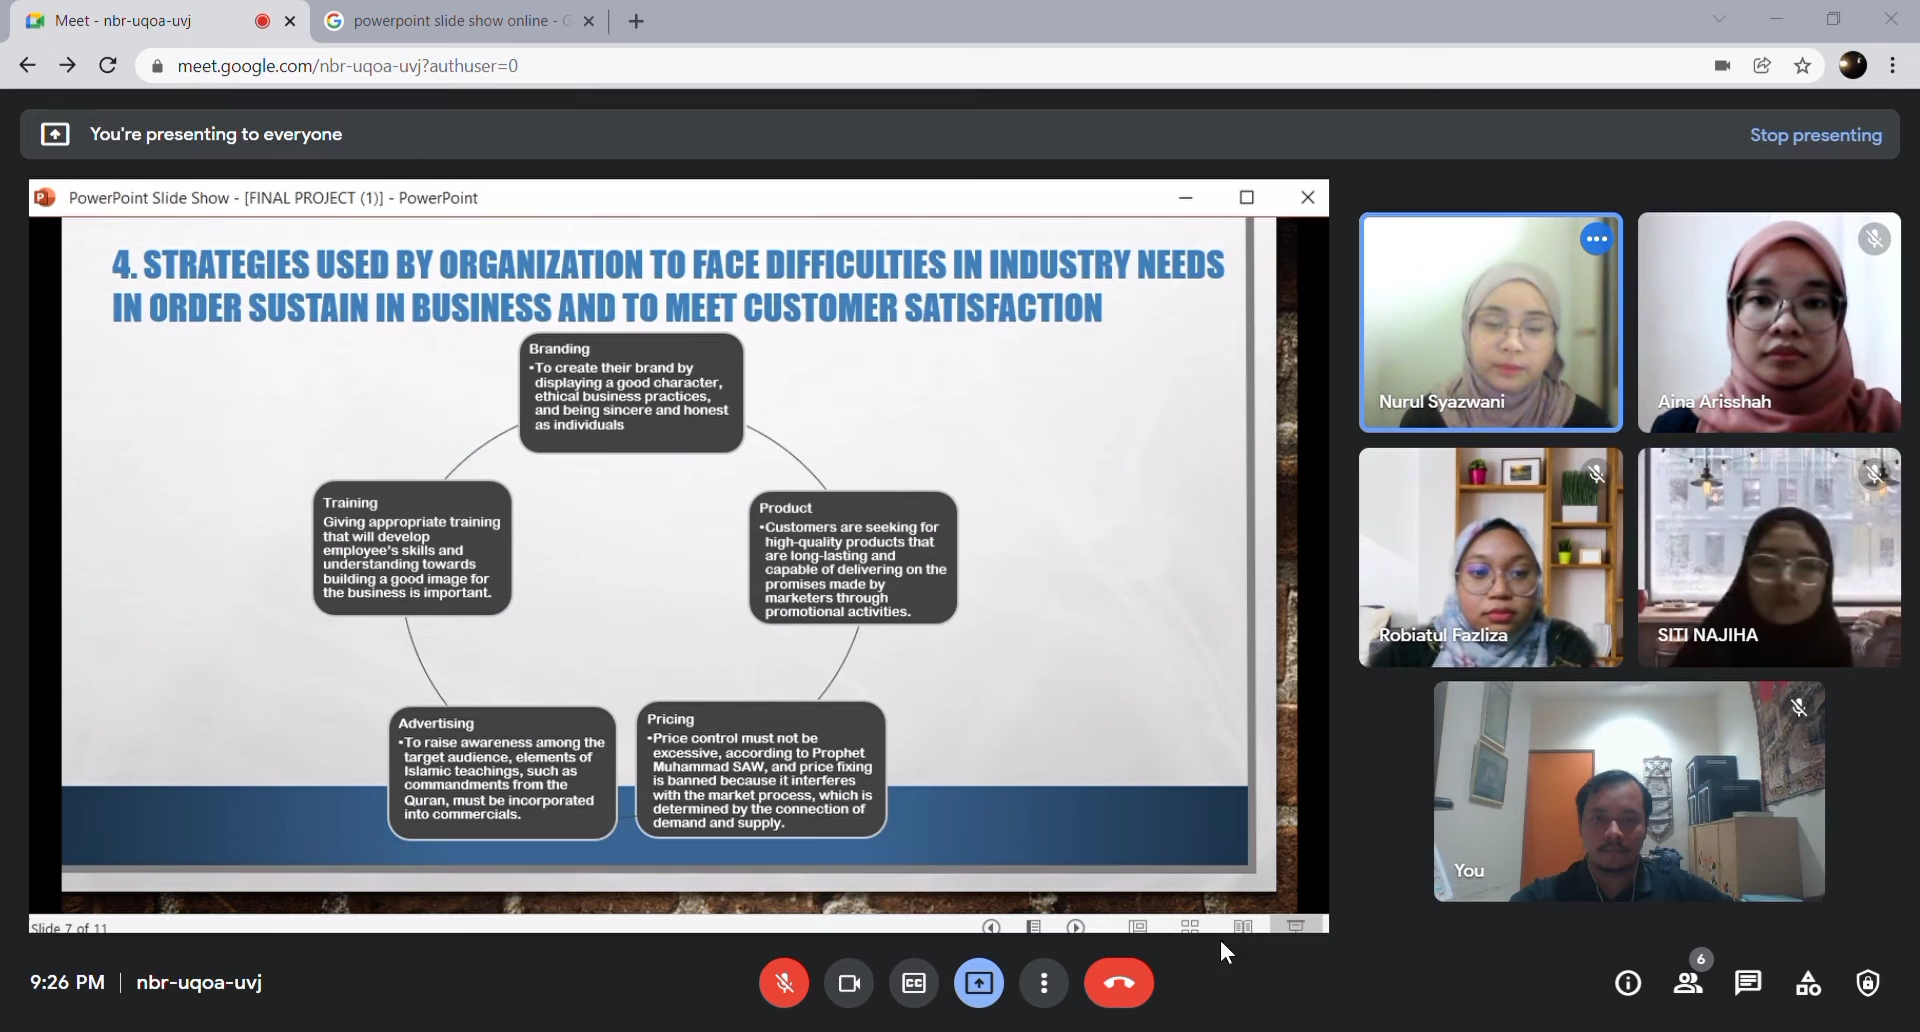 Meet - nbr-uqoa-uvj
powerpoint slide show online - G
meet.google.com/nbr-uqoa-uvj?authuser=0
You're presenting to everyone
Stop presenting
PowerPoint Slide Show - [FINAL PROJECT (1)] - PowerPoint
4. STRATEGIES USED BY ORGANIZATION TO FACE DIFFICULTIES IN INDUSTRY NEEDS
IN ORDER SUSTAIN IN BUSINESS AND TO MEET CUSTOMER SATISFACTION
Branding
•To create their brand by
displaying a good character,
ethical business practices,
and being sincere and honest
as individuals
Training
Giving appropriate training
that will develop
employee's skills and
understanding towards
building a good image for
the business is important.
Product
•Customers are seeking for
high-quality products that
are long-lasting and
capable of delivering on the
promises made by
marketers through
promotional activities.
Advertising
•To raise awareness among the
target audience, elements of
Islamic teachings, such as
commandments from the
Quran, must be incorporated
into commercials.
Pricing
•Price control must not be
excessive, according to Prophet
Muhammad SAW, and price fixing
is banned because it interferes
with the market process, which is
determined by the connection of
demand and supply.
Slide 7 of 11
Nurul Syazwani
Aina Arisshah
Robiatul Fazliza
SITI NAJIHA
You
9:26 PM | nbr-uqoa-uvj
CC
6